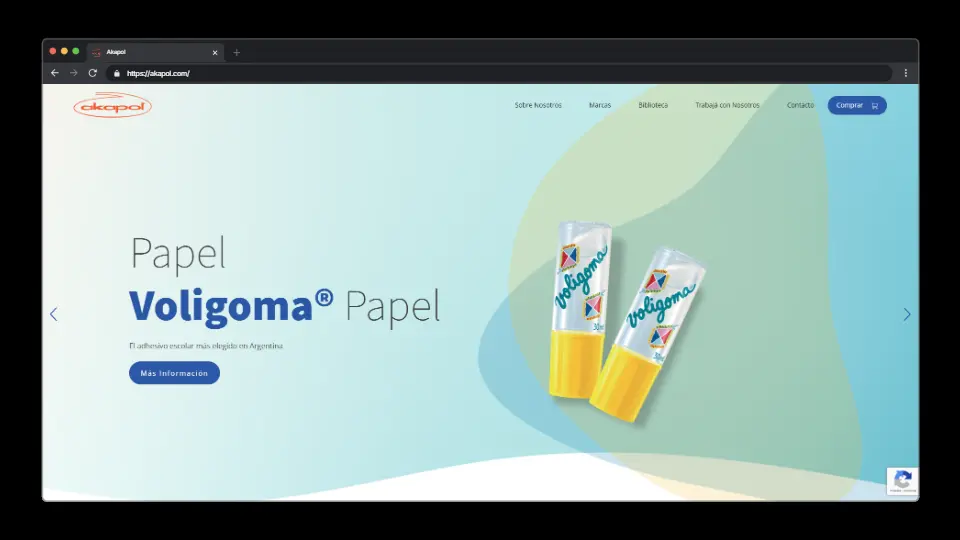 Akapol
https://akapol.com/
akapol
Sobre Nosotros Marcas Biblioteca Trabajá con Nosotros Contacto Comprar
Papel
Voligoma® Papel
El adhesivo escolar más elegido en Argentina
Más Información
voligoma
30ml
voligoma
30ml